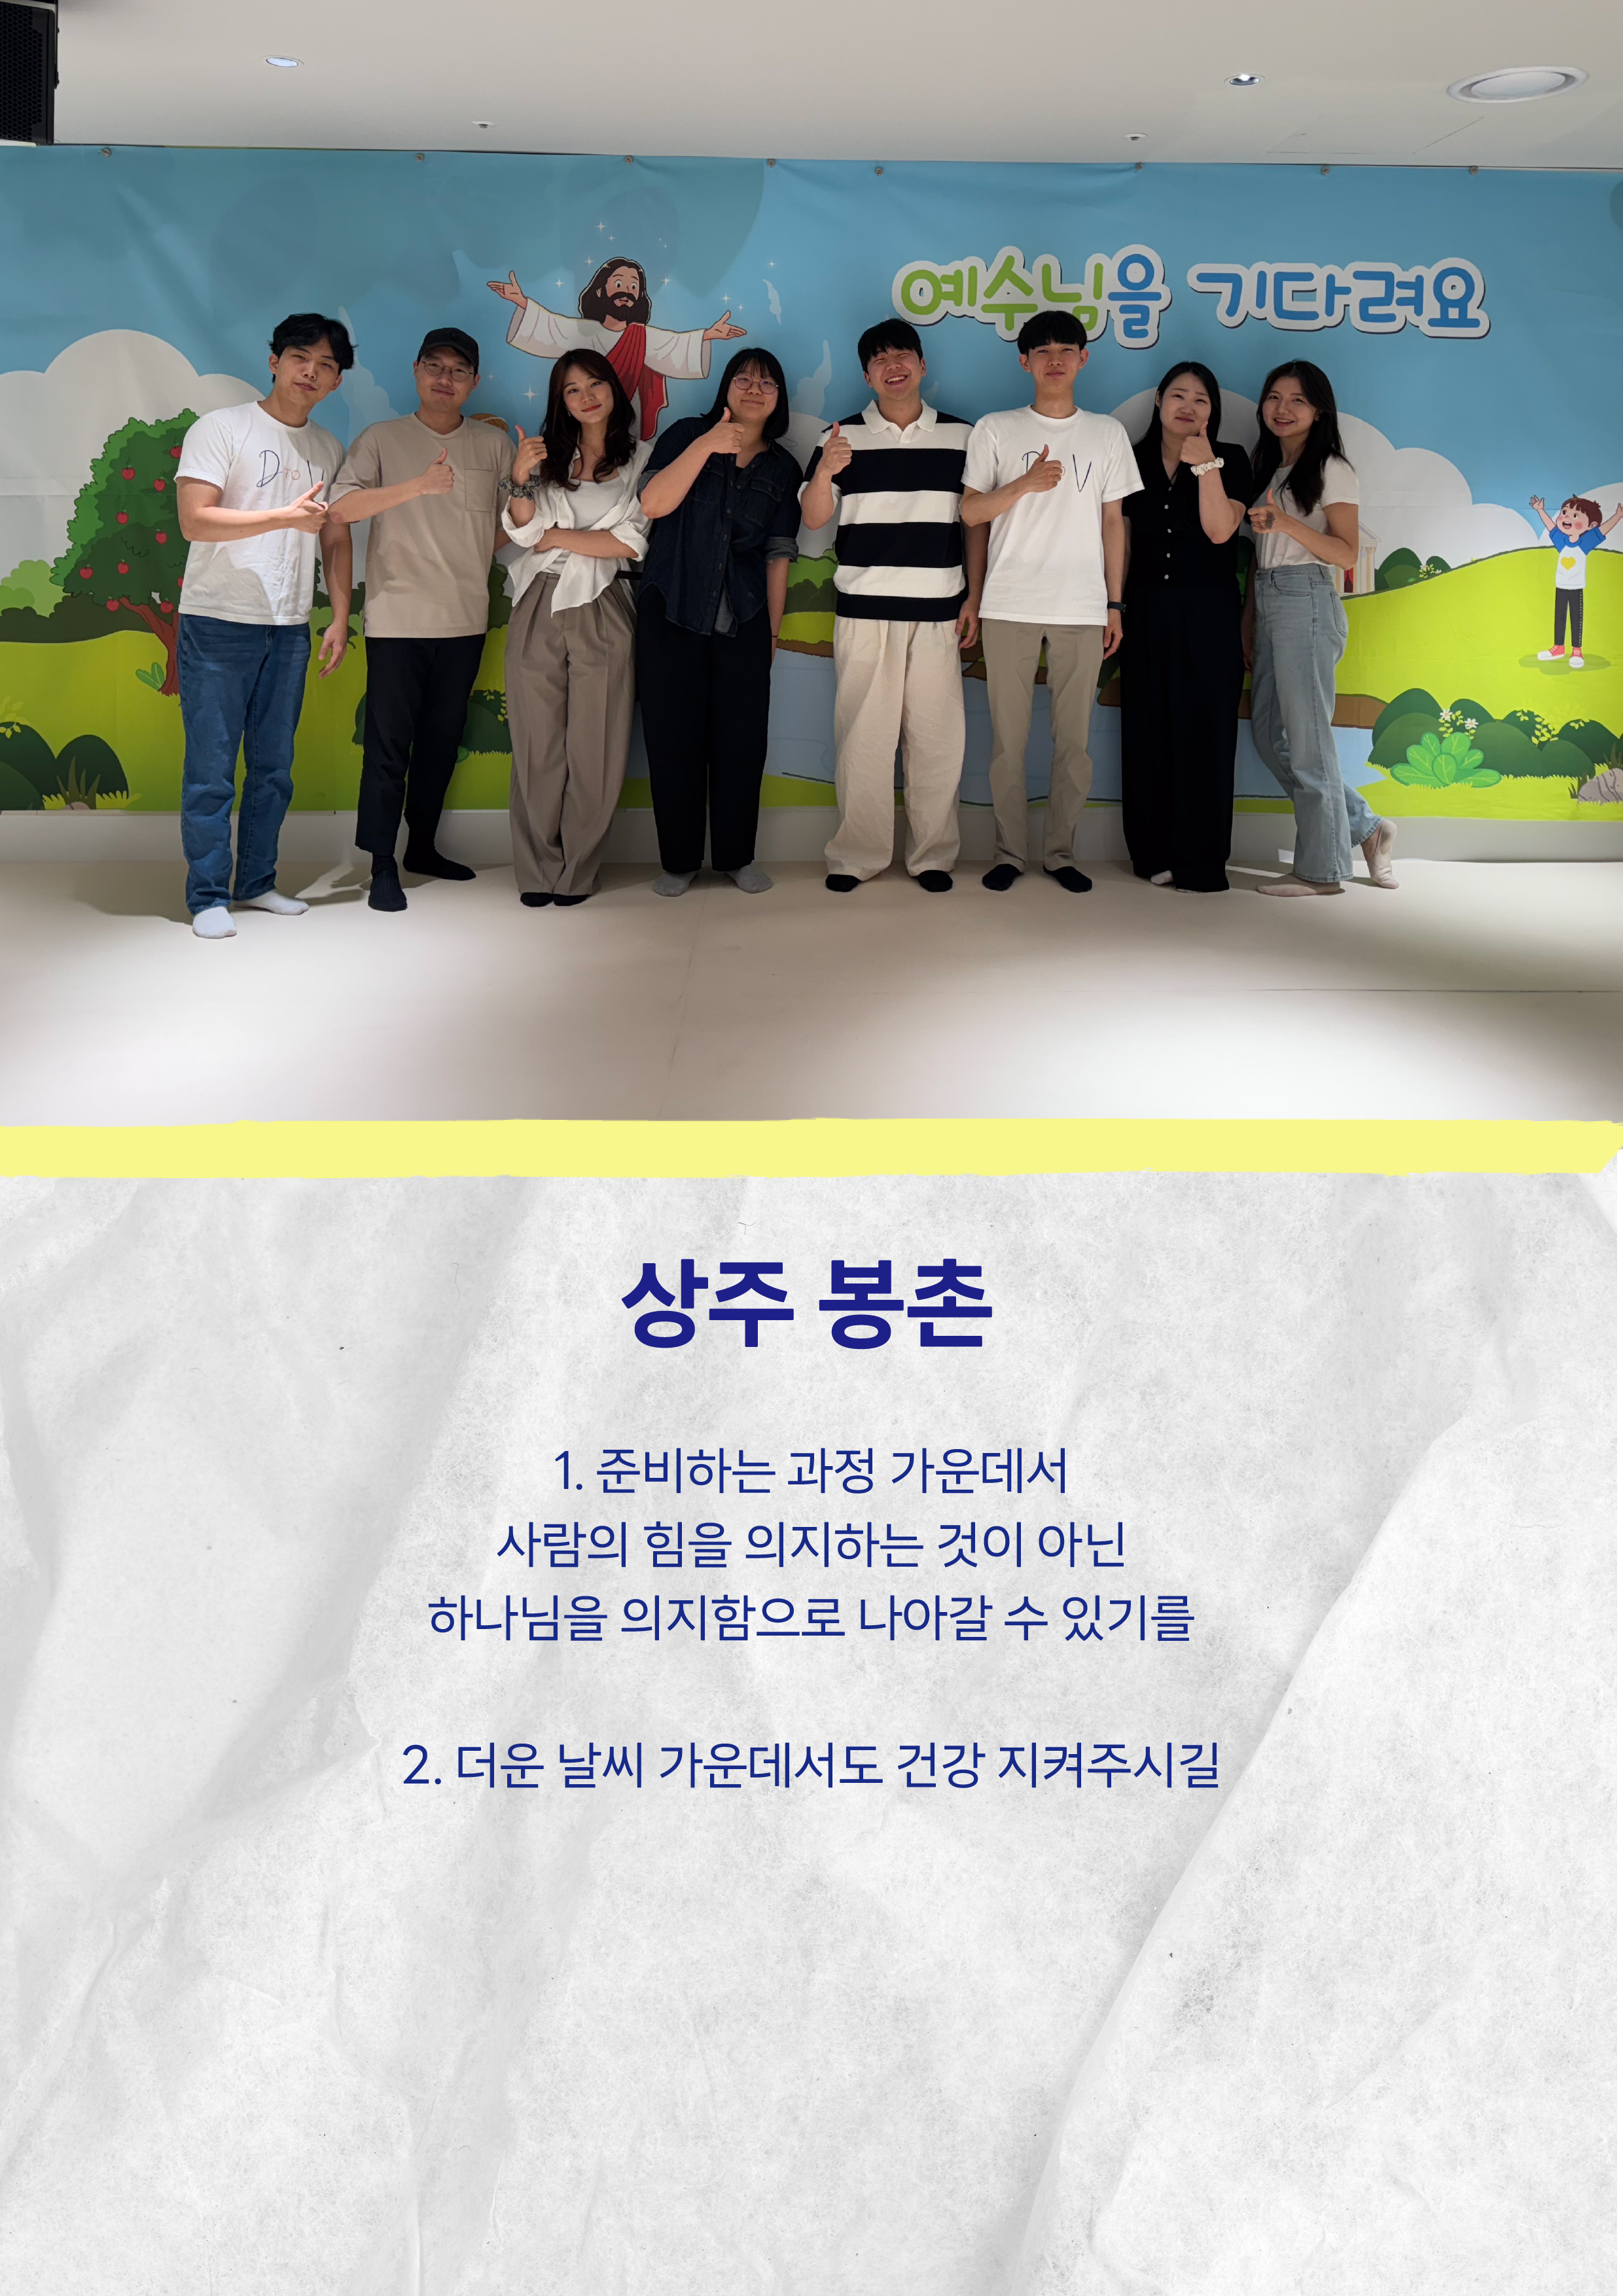 예수님을 기다려요
D TO V
상주 봉촌
1. 준비하는 과정 가운데서
사람의 힘을 의지하는 것이 아닌
하나님을 의지함으로 나아갈 수 있기를
2. 더운 날씨 가운데서도 건강 지켜주시길